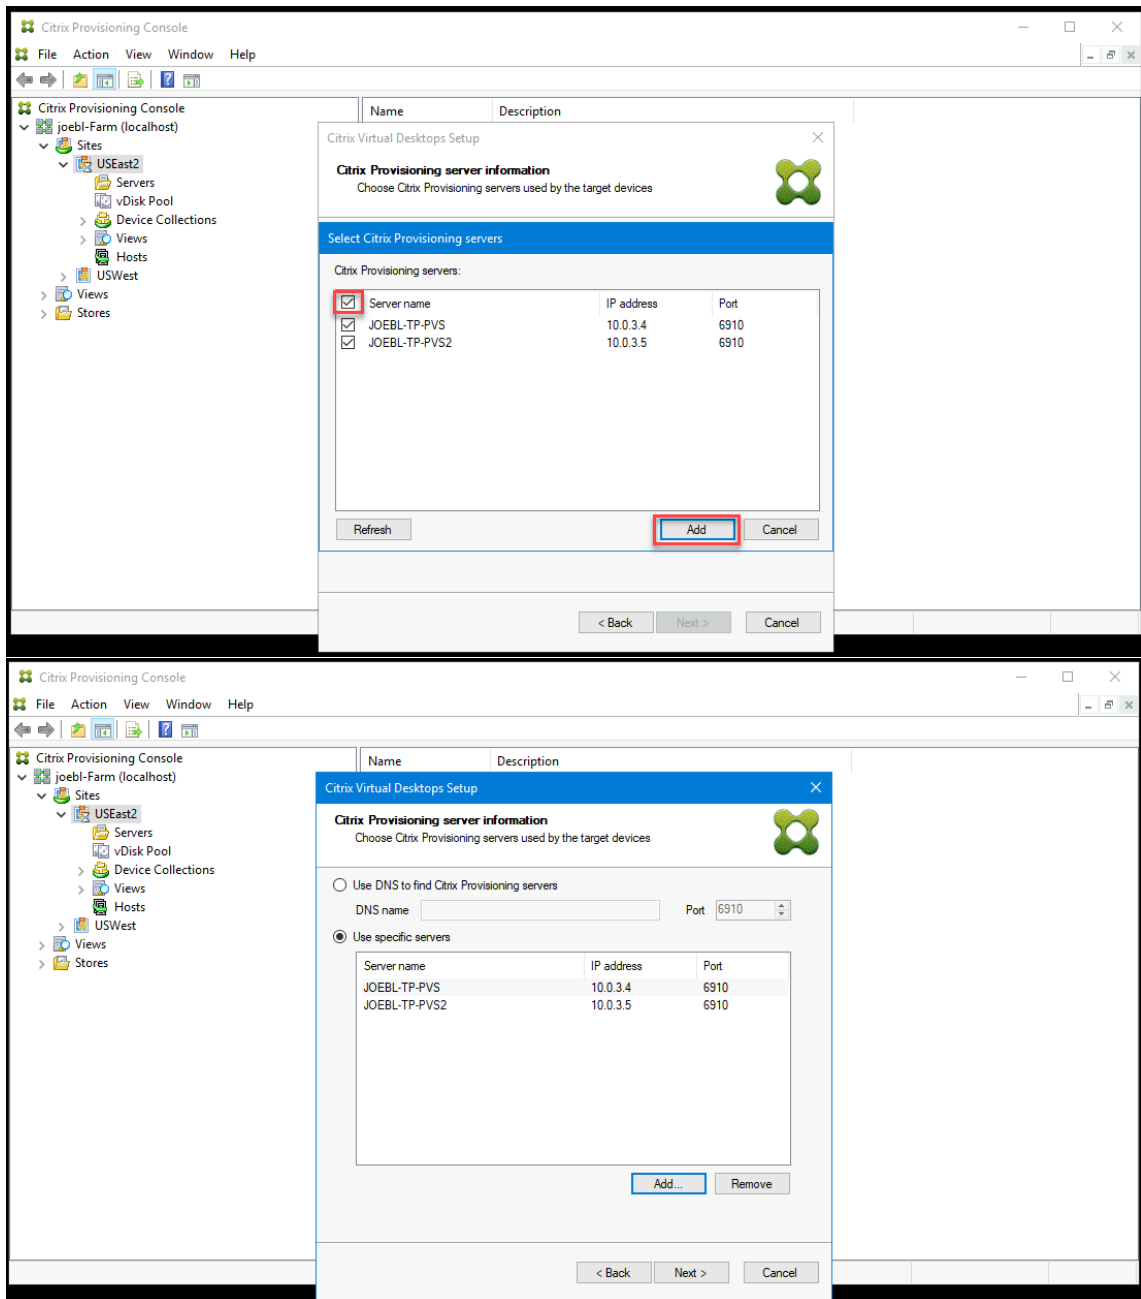 Citrix Provisioning Console
File Action View Window Help
Citrix Provisioning Console
joebl-Farm (localhost)
Sites
USEast2
Servers
vDisk Pool
Device Collections
Views
Hosts
USWest
Views
Stores
Name Description
Citrix Virtual Desktops Setup
Citrix Provisioning server information
Choose Citrix Provisioning servers used by the target devices
Select Citrix Provisioning servers
Citrix Provisioning servers:
Server name IP address Port
JOEBL-TP-PVS 10.0.3.4 6910
JOEBL-TP-PVS2 10.0.3.5 6910
Refresh Add Cancel
< Back Next > Cancel
Citrix Provisioning Console
File Action View Window Help
Citrix Provisioning Console
joebl-Farm (localhost)
Sites
USEast2
Servers
vDisk Pool
Device Collections
Views
Hosts
USWest
Views
Stores
Name Description
Citrix Virtual Desktops Setup
Citrix Provisioning server information
Choose Citrix Provisioning servers used by the target devices
Use DNS to find Citrix Provisioning servers
DNS name Port 6910
Use specific servers
Server name IP address Port
JOEBL-TP-PVS 10.0.3.4 6910
JOEBL-TP-PVS2 10.0.3.5 6910
Add... Remove
< Back Next > Cancel